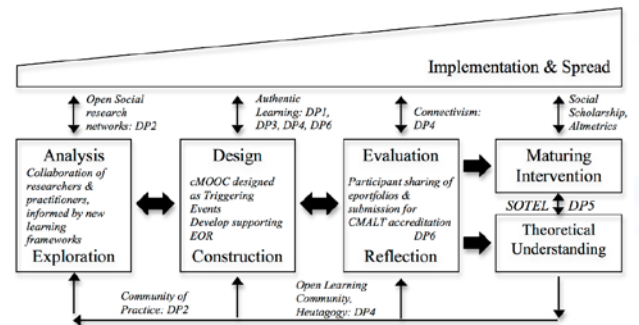 Implementation & Spread
Open Social
research
networks: DP2
Authentic
Learning: DP1,
DP3, DP4, DP6
Connectivism:
DP4
Social
Scholarship,
Altmetrics
Analysis
Collaboration of
researchers &
practitioners,
informed by new
learning
frameworks
Exploration
Design
cMOOC designed
as Triggering
Events
Develop supporting
EOR
Construction
Evaluation
Participant sharing of
eportfolios &
submission for
CMALT accreditation
DP6
Reflection
Maturing
Intervention
SOTEL DP5
Theoretical
Understanding
Community of
Practice: DP2
Open Learning
Community,
Heutagogy: DP4